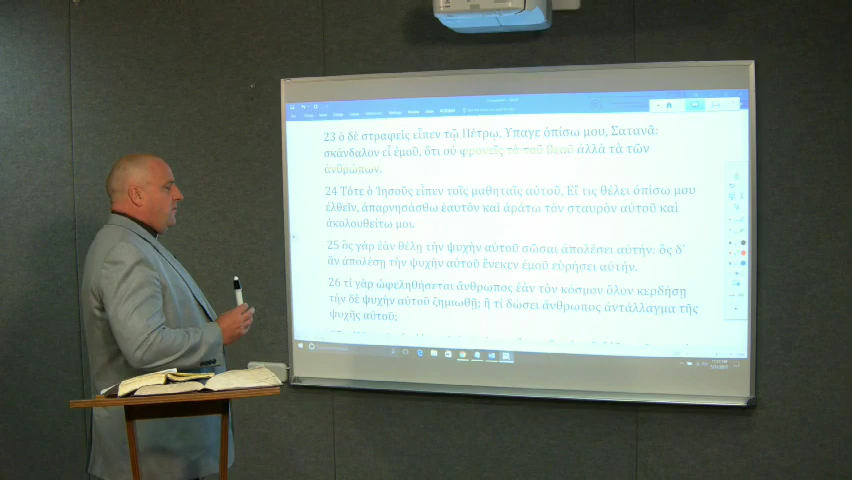 23 ὁ δὲ στραφεὶς εἶπεν τῷ Πέτρῳ, Ὕπαγε ὀπίσω μου, Σατανᾶ:
σκάνδαλον εἶ ἐμοῦ, ὅτι οὐ φρονεῖς τὰ τοῦ θεοῦ ἀλλὰ τὰ τῶν
ἀνθρώπων.
24 Τότε ὁ Ἰησοῦς εἶπεν τοῖς μαθηταῖς αὐτοῦ, Εἴ τις θέλει ὀπίσω μου
ἐλθεῖν, ἀπαρνησάσθω ἑαυτὸν καὶ ἀράτω τὸν σταυρὸν αὐτοῦ καὶ
ἀκολουθείτω μοι.
25 ὃς γὰρ ἐὰν θέλῃ τὴν ψυχὴν αὐτοῦ σῶσαι ἀπολέσει αὐτήν: ὃς δ'
ἂν ἀπολέσῃ τὴν ψυχὴν αὐτοῦ ἕνεκεν ἐμοῦ εὑρήσει αὐτήν.
26 τί γὰρ ὠφεληθήσεται ἄνθρωπος ἐὰν τὸν κόσμον ὅλον κερδήσῃ
τὴν δὲ ψυχὴν αὐτοῦ ζημιωθῇ; ἢ τί δώσει ἄνθρωπος ἀντάλλαγμα τῆς
ψυχῆς αὐτοῦ;